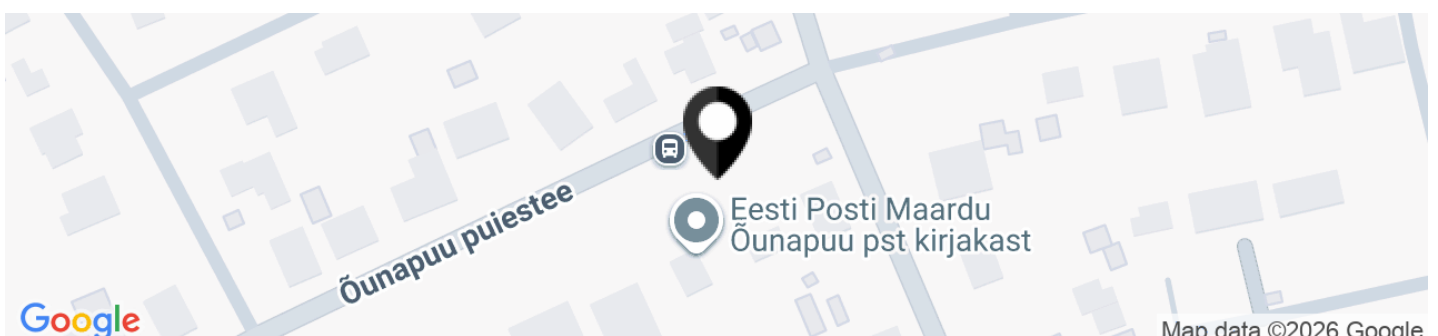 Eesti Posti Maardu
Õunapuu pst kirjakast
Õunapuu puiestee
Google
Map data ©2026 Google